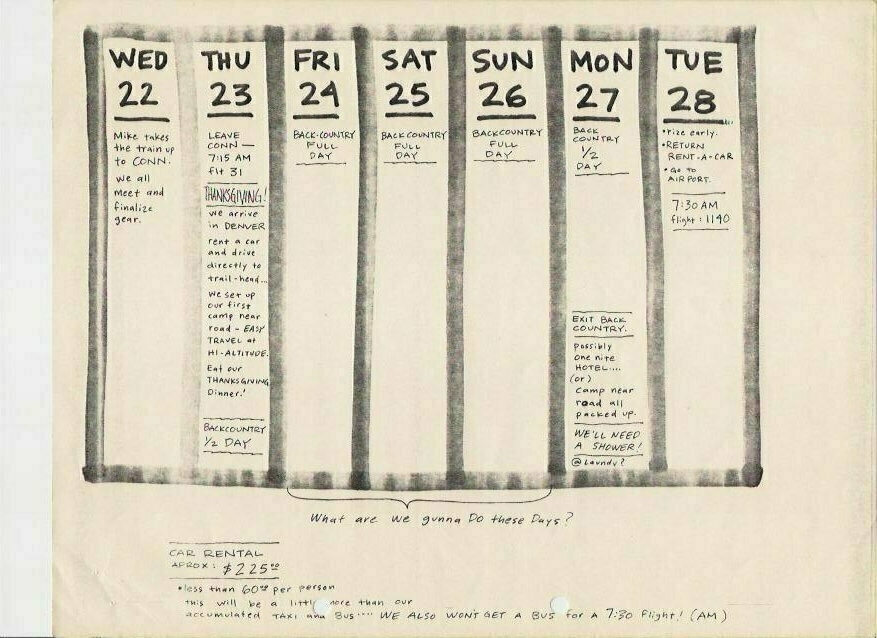 WED
22
Mike takes
the train up
to CONN.
we all
meet and
finalize
gear.
THU
23
LEAVE
CONN —
7:15 AM
flt 31
THANKSGIVING!
we arrive
in DENVER
rent a car
and drive
directly to
trail-head...
We set up
our first
camp near
road - EASY
TRAVEL at
HI-ALTITUDE.
Eat our
THANKSGIVING
Dinner!
BACKCOUNTRY
1/2 DAY
FRI
24
BACK-COUNTRY
FULL
DAY
SAT
25
BACKCOUNTRY
FULL
DAY
SUN
26
BACKCOUNTRY
FULL
DAY
MON
27
BACK
COUNTRY
1/2
DAY
EXIT BACK
COUNTRY.
possibly
one nite
HOTEL....
(or)
camp near
road all
packed up.
WE'LL NEED
A SHOWER!
@ Laundy?
TUE
28
• rize early.
• RETURN
RENT-A-CAR
• Go to
AIRPORT.
7:30 AM
flight: 1140
What are we gunna Do these Days?
CAR RENTAL
APROX: $225.00
• less than 60.00 per person
this will be a little more than our
accumulated TAXI and Bus.... WE ALSO WON'T GET A BUS for A 7:30 Flight! (AM)